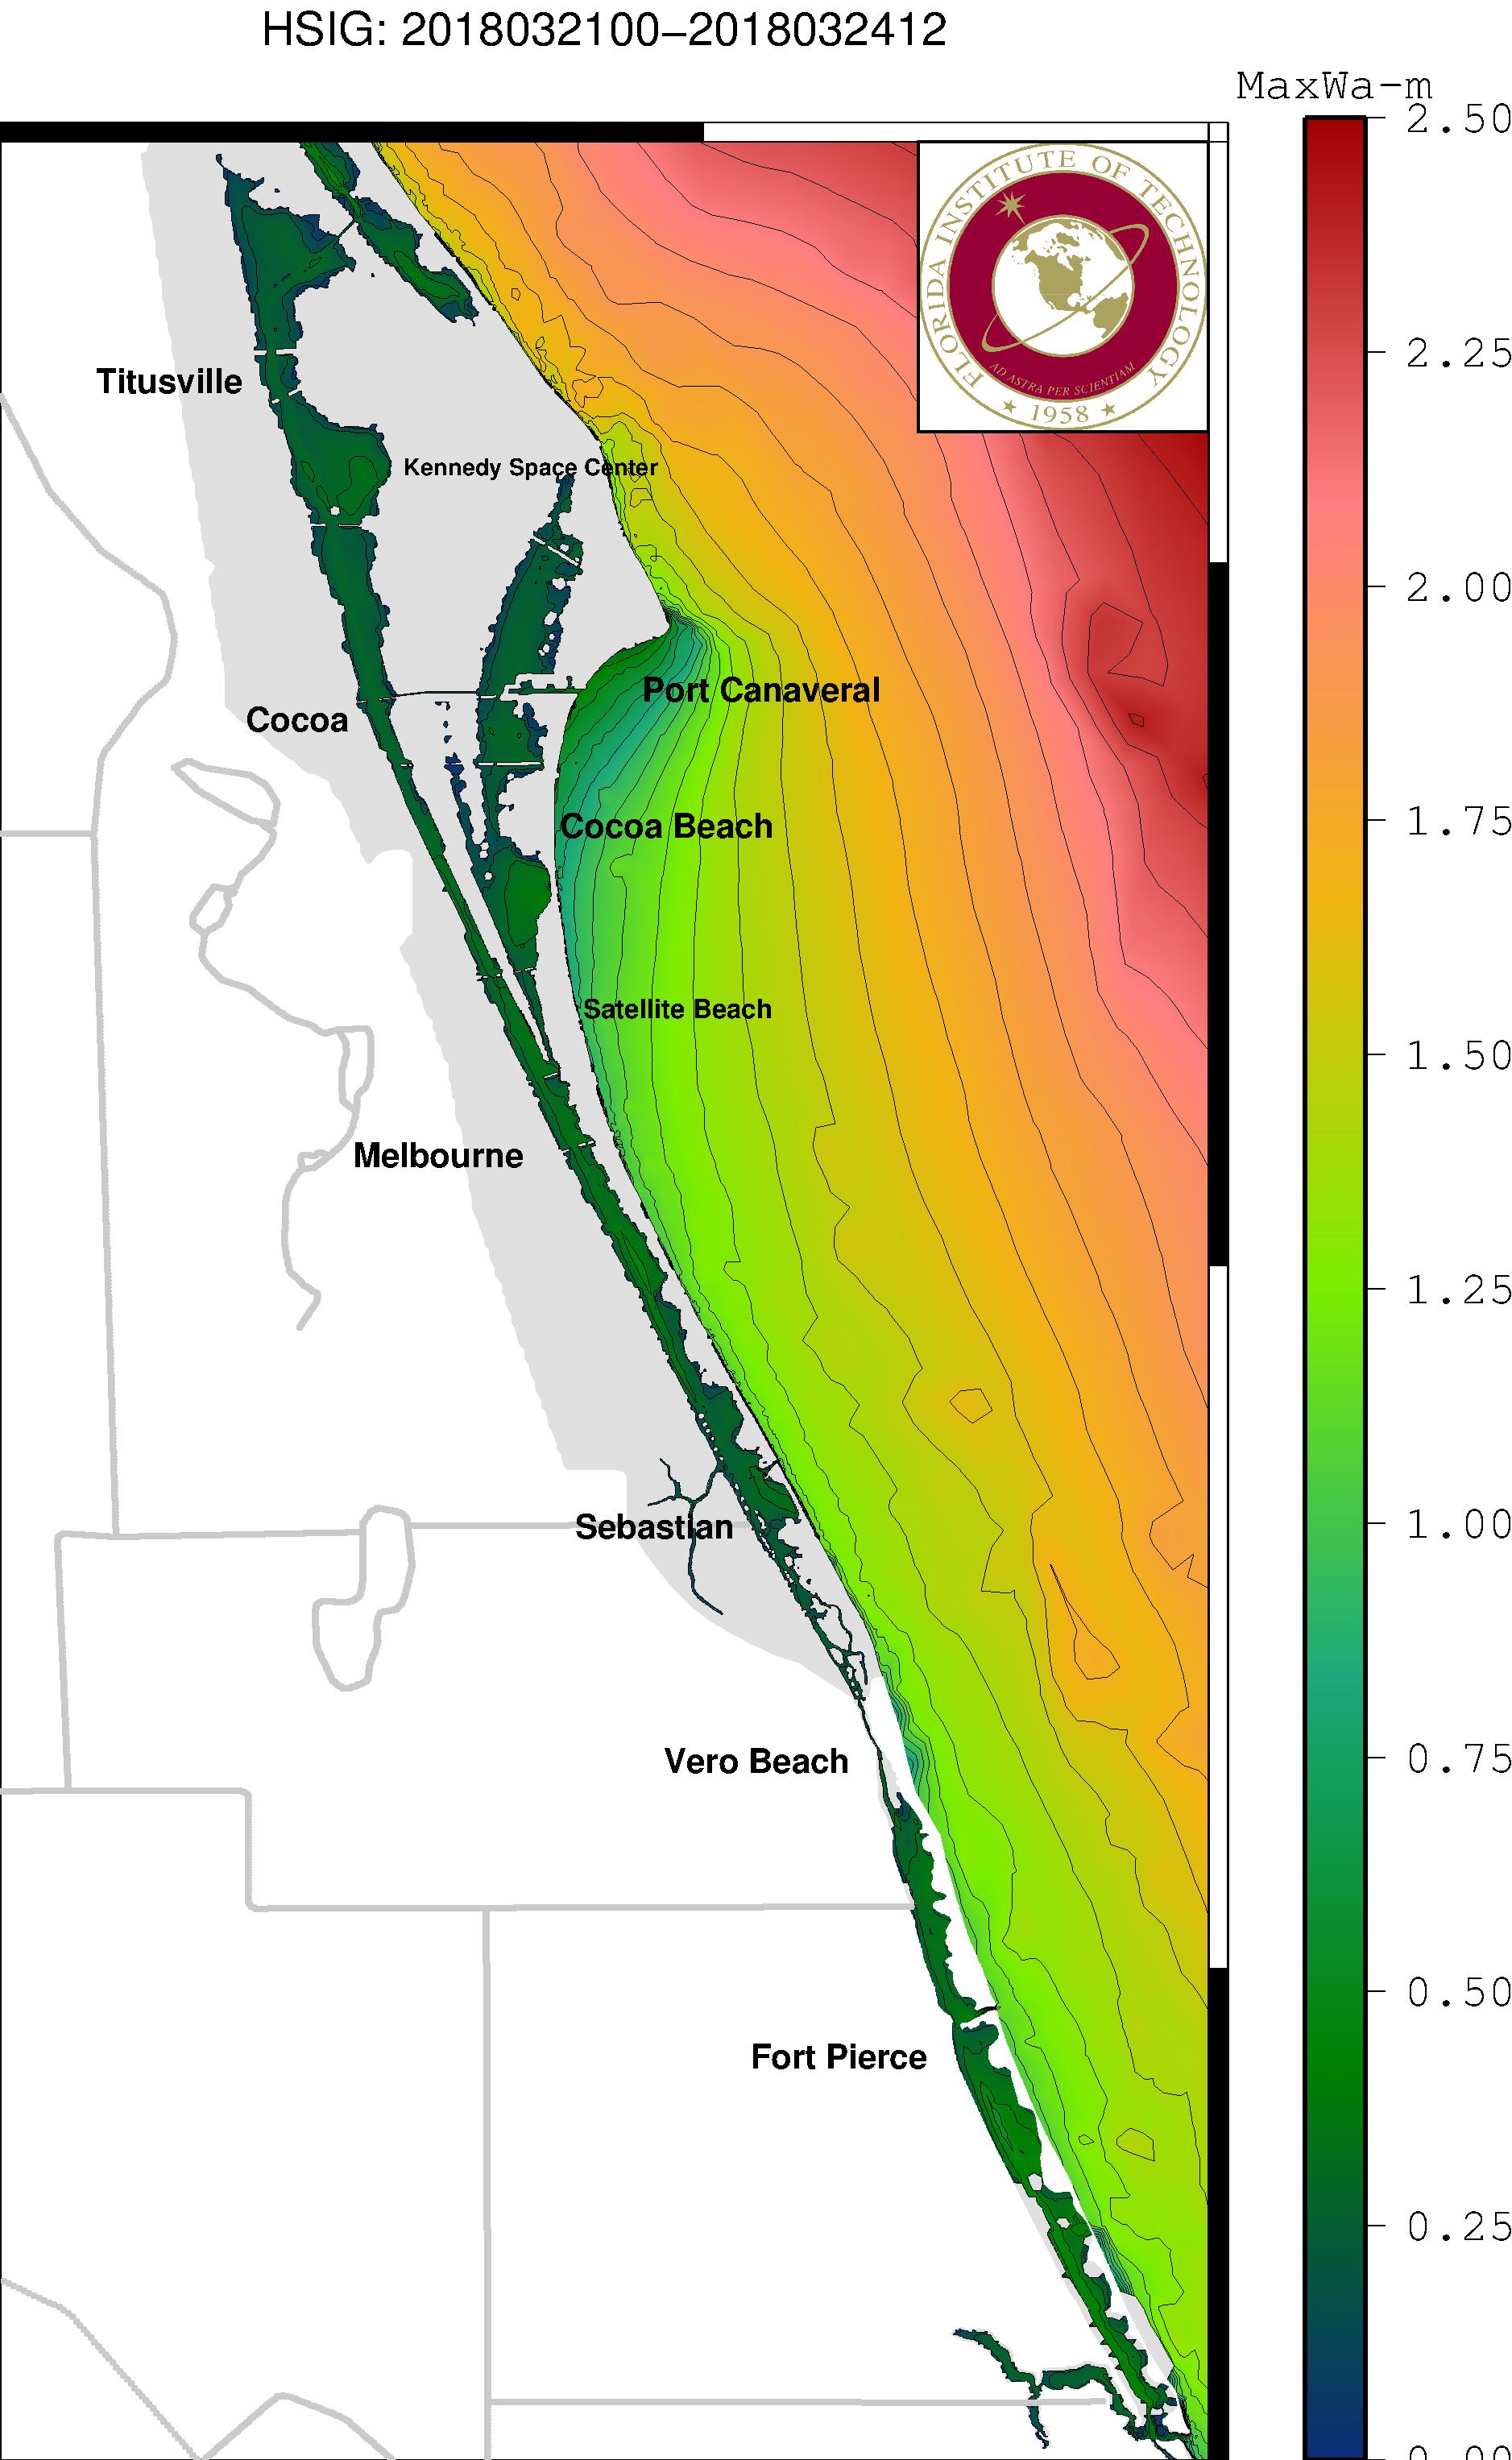 HSIG: 2018032100–2018032412
MaxWa-m
2.50
FLORIDA INSTITUTE OF TECHNOLOGY
AD ASTRA PER SCIENTIAM
1958
2.25
Titusville
Kennedy Space Center
2.00
Port Canaveral
Cocoa
1.75
Cocoa Beach
Satellite Beach
1.50
Melbourne
1.25
Sebastian
1.00
Vero Beach
0.75
0.50
Fort Pierce
0.25
0.00